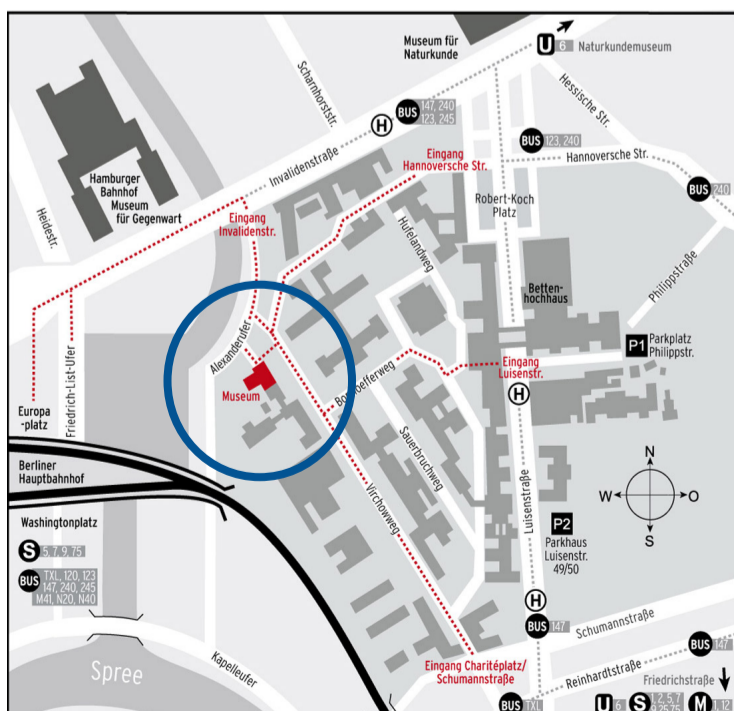 Museum für
Naturkunde
U 6 Naturkundemuseum
Scharnhorststr.
BUS 147, 240
123, 245
H
Invalidenstraße
Hessische Str.
BUS 123, 240
Hannoversche Str.
Hamburger
Bahnhof
Museum
für Gegenwart
Heidestr.
Eingang
Hannoversche Str.
Eingang
Invalidenstr.
Robert-Koch
Platz
BUS 240
Hufelandweg
Philippstraße
Betten-
hochhaus
Alexanderufer
P1 Parkplatz
Philippstr.
Eingang
Luisenstr.
Friedrich-List-Ufer
Museum
Bonhoefferweg
H
Europa
-platz
Sauerbruchweg
Berliner
Hauptbahnhof
N
W O
S
Virchowweg
Luisenstraße
Washingtonplatz
P2
Parkhaus
Luisenstr.
49/50
S 5, 7, 9, 75
BUS TXL, 120, 123
147, 240, 245
M41, N20, N40
H
BUS 147
Schumannstraße
Kapelleufer
Spree
Eingang Charitéplatz/
Schumannstraße
BUS 147
Reinhardtstraße
Friedrichstraße
BUS TXL
U 6
S 1, 2, 5, 7
9, 25, 75
M 1, 12